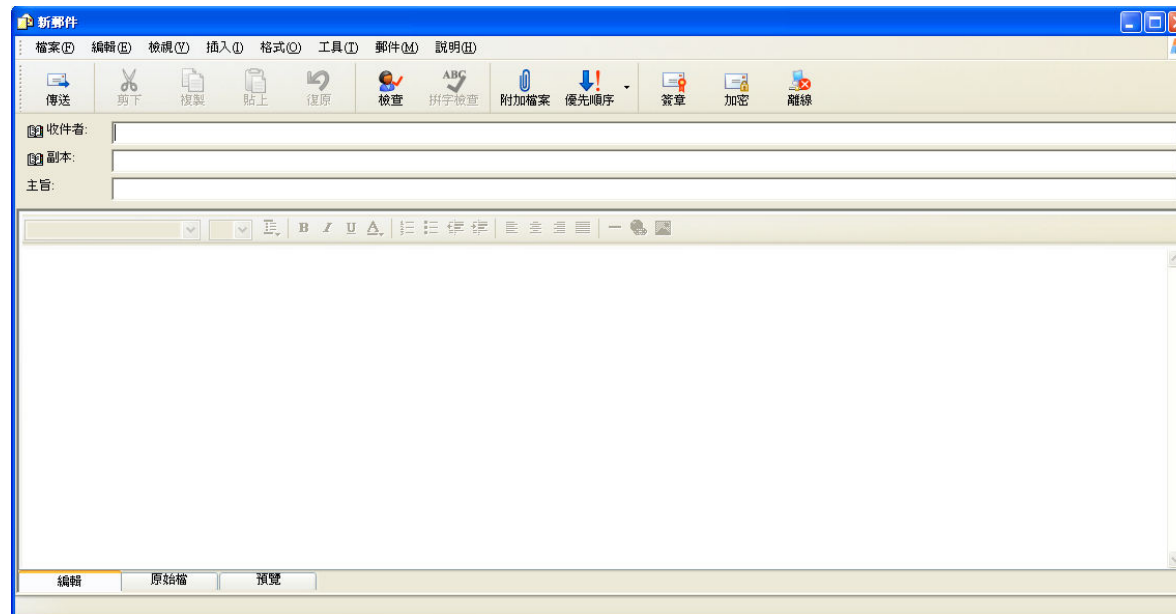 新郵件
檔案(F) 編輯(E) 檢視(V) 插入(I) 格式(O) 工具(T) 郵件(M) 説明(H)
ABC
傳送 剪下 複製 貼上 復原 檢查 拼字檢查 附加檔案 優先順序 簽章 加密 離線
收件者:
副本:
主旨:
B I U A
編輯 原始檔 預覽